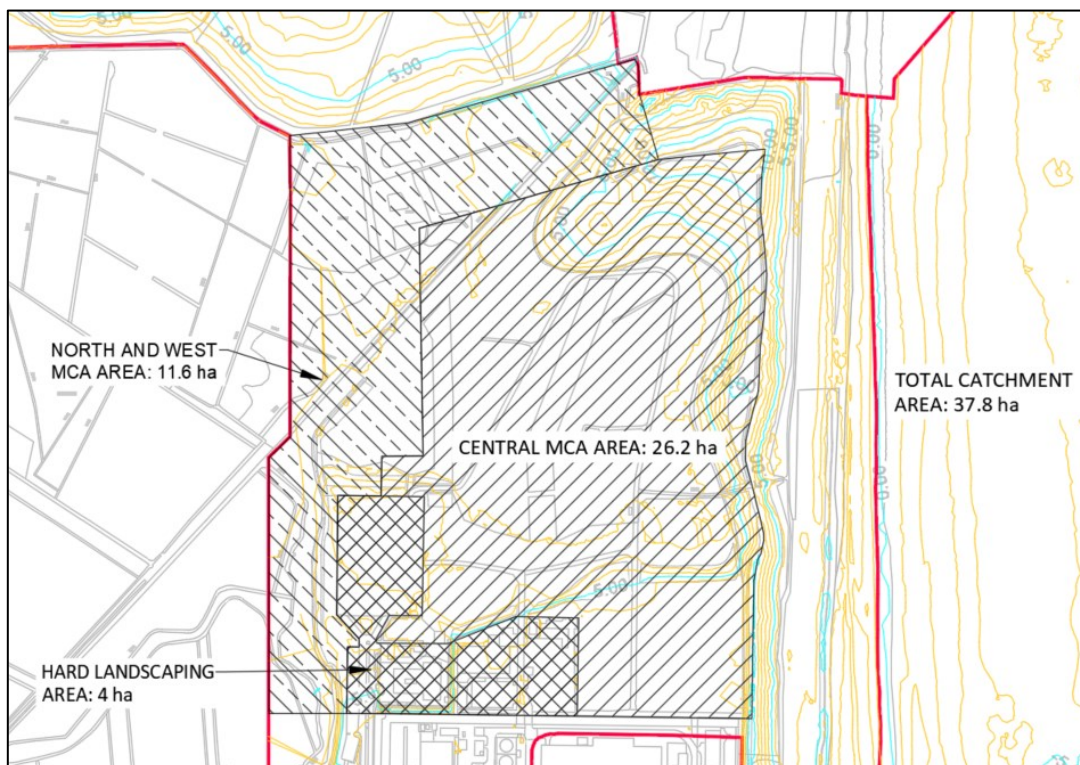 5.00
5.00
5.00
0.00
NORTH AND WEST
MCA AREA: 11.6 ha
TOTAL CATCHMENT
AREA: 37.8 ha
CENTRAL MCA AREA: 26.2 ha
5.00
0.00
5.00
HARD LANDSCAPING
AREA: 4 ha